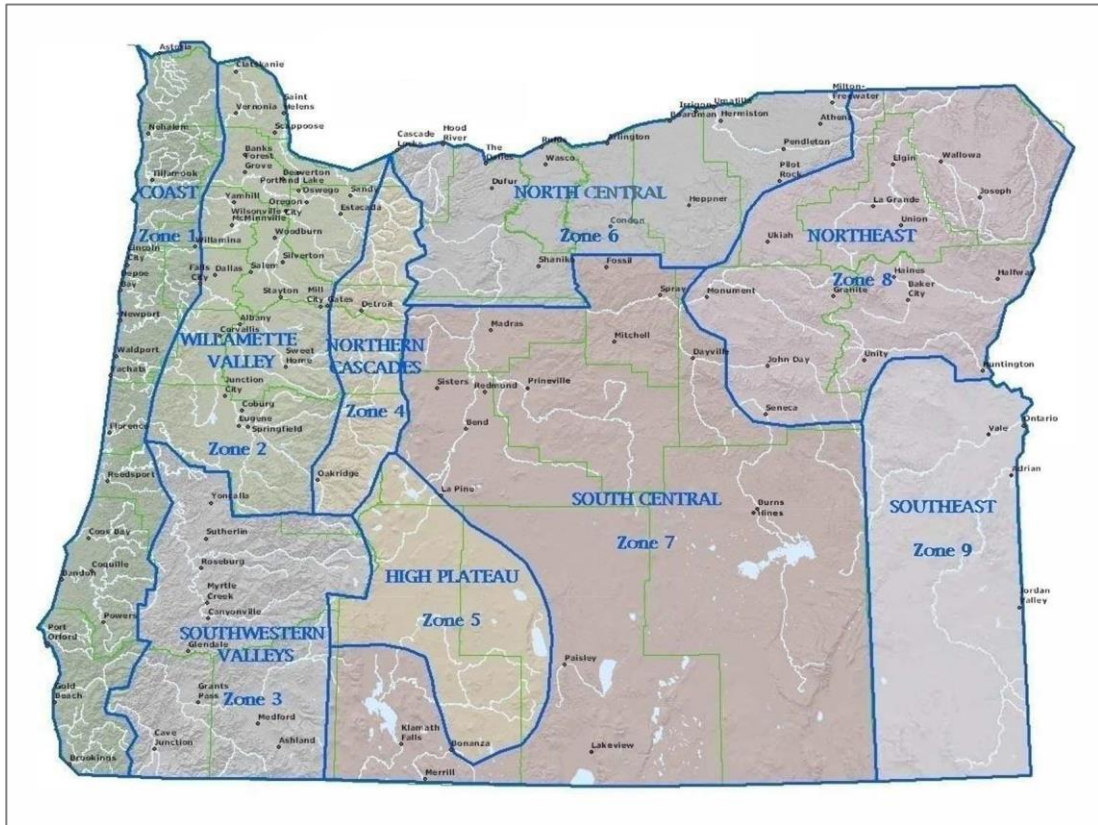 Astoria
Clatskanie
Vernonia
Saint
Helens
Scappoose
Nehalem
Banks
Forest
Grove
Beaverton
Portland Lake
Oswego
Tillamook
COAST
Zone 1
Yamhill
Wilsonville
McMinnville
Oregon
City
Sandy
Estacada
Woodburn
Willamina
Lincoln
City
Depoe
Bay
Falls
City
Dallas
Salem
Silverton
Stayton
Mill
City
Gates
Detroit
Newport
Albany
Corvallis
WILLAMETTE
VALLEY
Sweet
Home
NORTHERN
CASCADES
Zone 4
Waldport
Yachats
Junction
City
Coburg
Eugene
Springfield
Zone 2
Florence
Oakridge
Reedsport
Yoncalla
Sutherlin
Coos Bay
Coquille
Bandon
Roseburg
Myrtle
Creek
Canyonville
Powers
Port
Orford
SOUTHWESTERN
VALLEYS
Glendale
Zone 3
Gold
Beach
Grants
Pass
Medford
Cave
Junction
Ashland
Brookings
Cascade
Locks
Hood
River
The
Dalles
Dufur
Rufus
Wasco
Arlington
Boardman
Irrigon
Umatilla
Hermiston
Milton-
Freewater
Athena
Pendleton
Pilot
Rock
NORTH CENTRAL
Zone 6
Condon
Heppner
Shaniko
Fossil
Spray
Monument
Madras
Mitchell
Dayville
Sisters
Redmond
Prineville
Bend
La Pine
SOUTH CENTRAL
Zone 7
Burns
Hines
HIGH PLATEAU
Zone 5
Paisley
Klamath
Falls
Bonanza
Merrill
Lakeview
Elgin
Wallowa
Joseph
La Grande
Union
Ukiah
NORTHEAST
Zone 8
Haines
Baker
City
Granite
Halfway
John Day
Unity
Huntington
Seneca
Ontario
Vale
Adrian
SOUTHEAST
Zone 9
Jordan
Valley